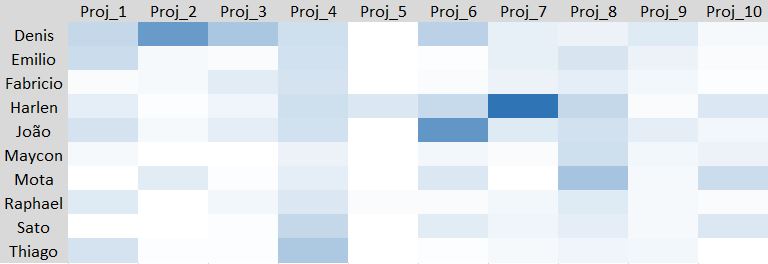 Proj_1 Proj_2 Proj_3 Proj_4 Proj_5 Proj_6 Proj_7 Proj_8 Proj_9 Proj_10
Denis
Emilio
Fabricio
Harlen
João
Maycon
Mota
Raphael
Sato
Thiago